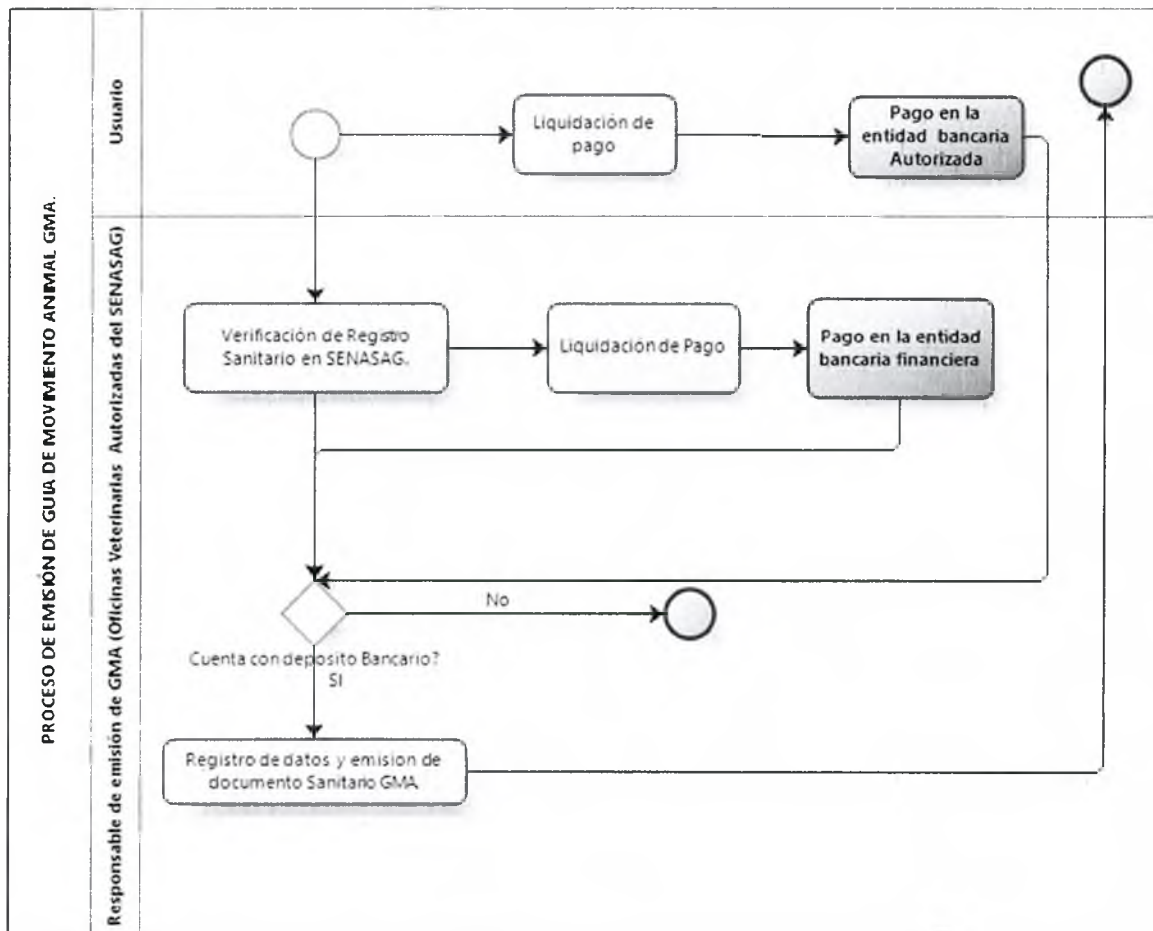 PROCESO DE EMISIÓN DE GUIA DE MOVIMIENTO ANIMAL GMA.
Usuario
Liquidación de
pago
Pago en la
entidad bancaria
Autorizada
Responsable de emisión de GMA (Oficinas Veterinarias Autorizadas del SENASAG)
Verificación de Registro
Sanitario en SENASAG.
Liquidación de Pago
Pago en la entidad
bancaria financiera
No
Cuenta con deposito Bancario?
SI
Registro de datos y emision de
documento Sanitario GMA